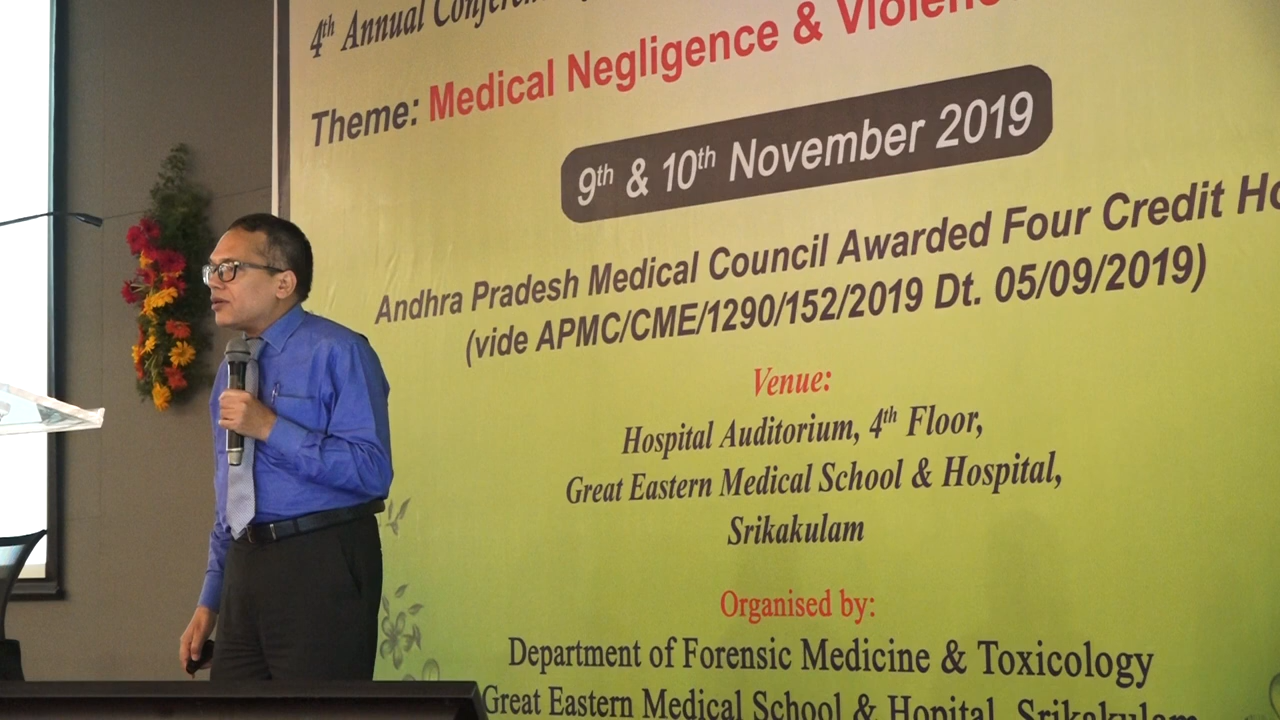 4th Annual
Theme: Medical Negligence &
9th & 10th November 2019
Andhra Pradesh Medical Council Awarded Four Credit
(vide APMC/CME/1290/152/2019 Dt. 05/09/2019)
Venue:
Hospital Auditorium, 4th Floor,
Great Eastern Medical School & Hospital,
Srikakulam
Organised by:
Department of Forensic Medicine & Toxicology
Great Eastern Medical School & Hopital, Srikakulam